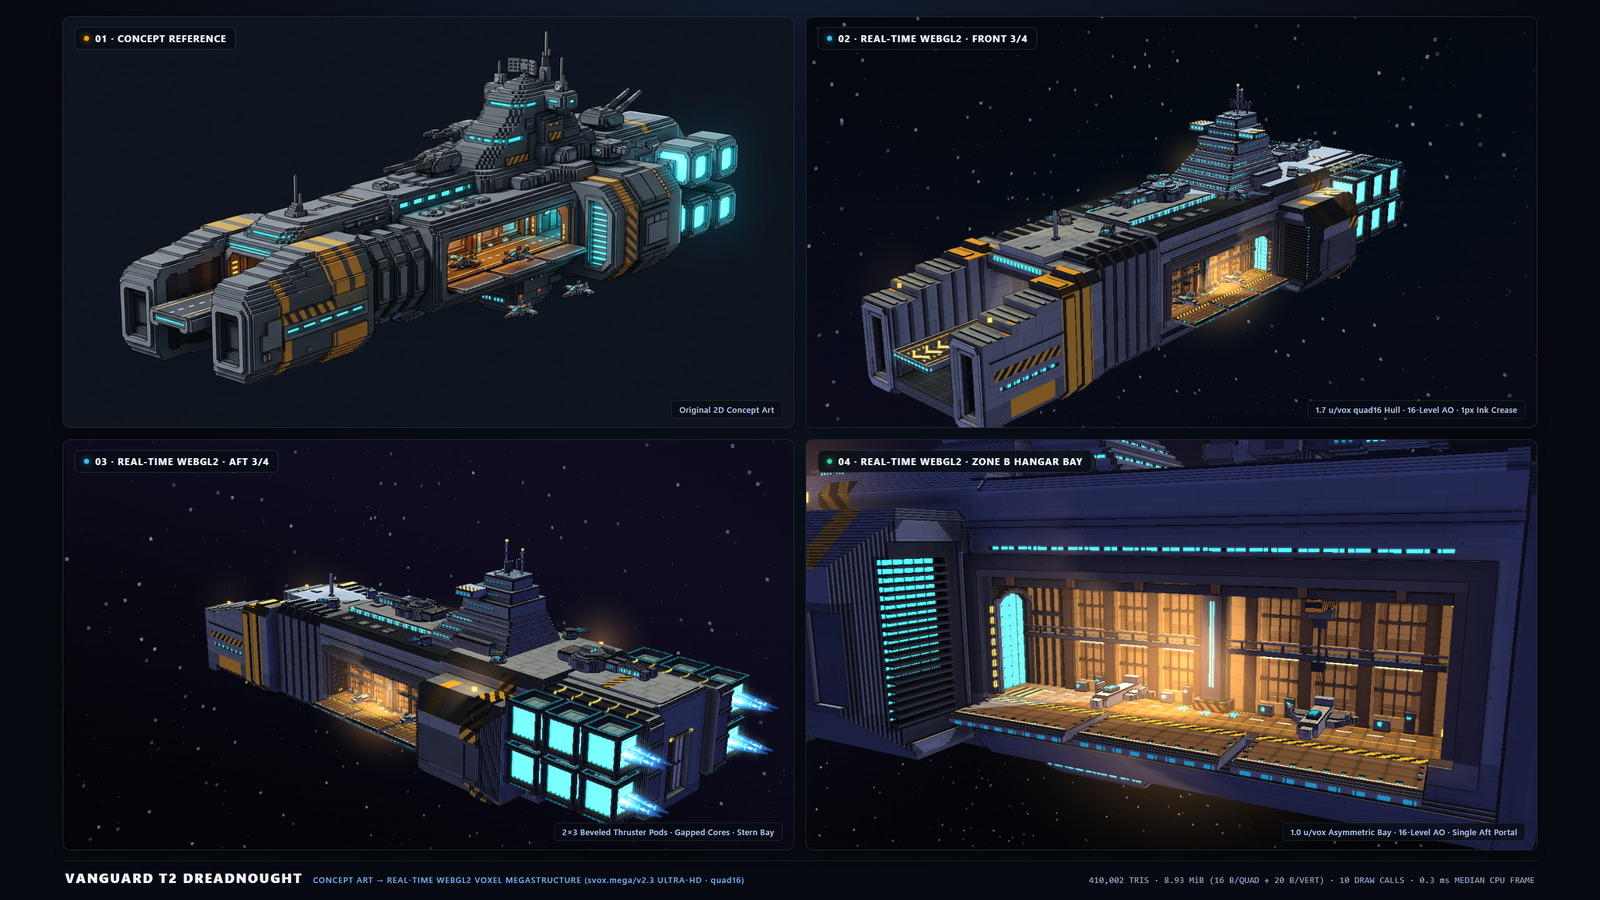 01 · CONCEPT REFERENCE
Original 2D Concept Art
02 · REAL-TIME WEBGL2 · FRONT 3/4
1.7 u/vox quad16 Hull · 16-Level AO · 1px Ink Crease
03 · REAL-TIME WEBGL2 · AFT 3/4
2×3 Beveled Thruster Pods · Gapped Cores · Stern Bay
04 · REAL-TIME WEBGL2 · ZONE B HANGAR BAY
1.0 u/vox Asymmetric Bay · 16-Level AO · Single Aft Portal
VANGUARD T2 DREADNOUGHT
CONCEPT ART → REAL-TIME WEBGL2 VOXEL MEGASTRUCTURE (svox.mega/v2.3 ULTRA-HD · quad16)
410,002 TRIS · 8.93 MiB (16 B/QUAD + 20 B/VERT) · 10 DRAW CALLS · 0.3 ms MEDIAN CPU FRAME